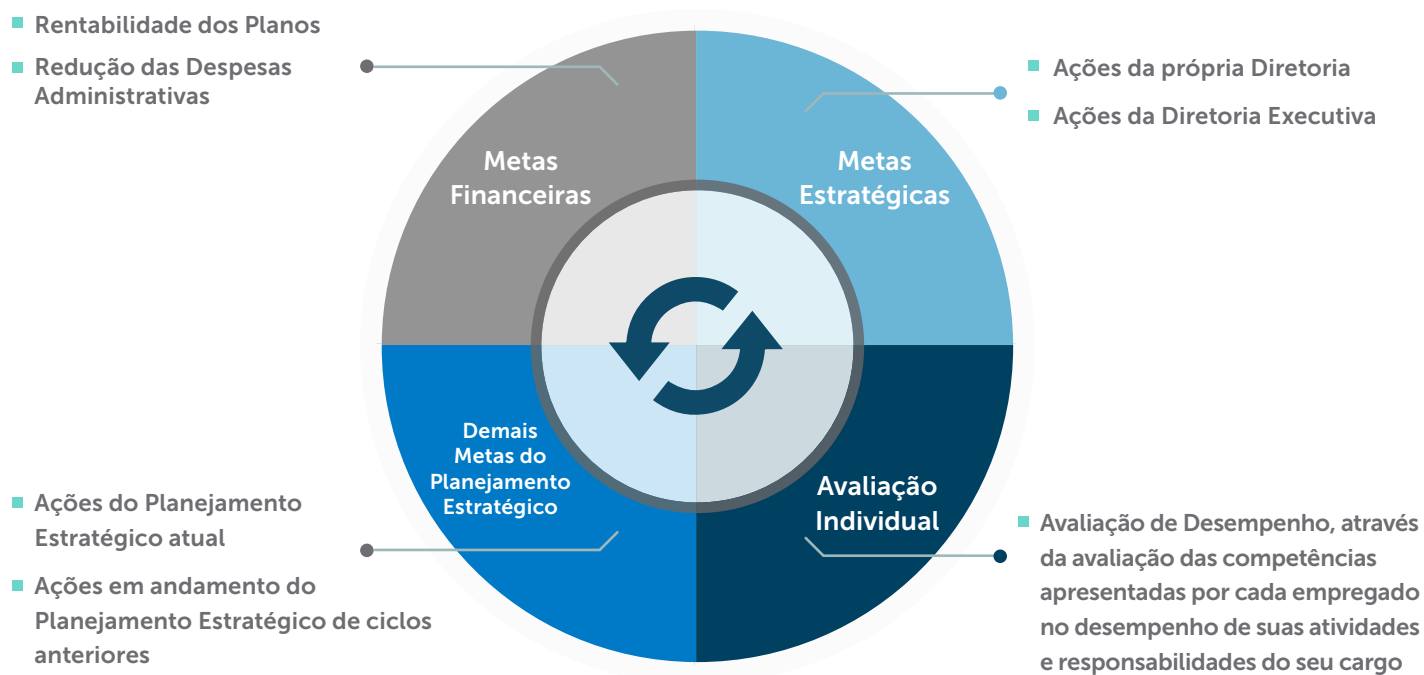 Rentabilidade dos Planos
Redução das Despesas
Administrativas
Metas
Financeiras
Metas
Estratégicas
Ações da própria Diretoria
Ações da Diretoria Executiva
Demais
Metas do
Planejamento
Estratégico
Ações do Planejamento
Estratégico atual
Ações em andamento do
Planejamento Estratégico de ciclos
anteriores
Avaliação
Individual
Avaliação de Desempenho, através
da avaliação das competências
apresentadas por cada empregado
no desempenho de suas atividades
e responsabilidades do seu cargo